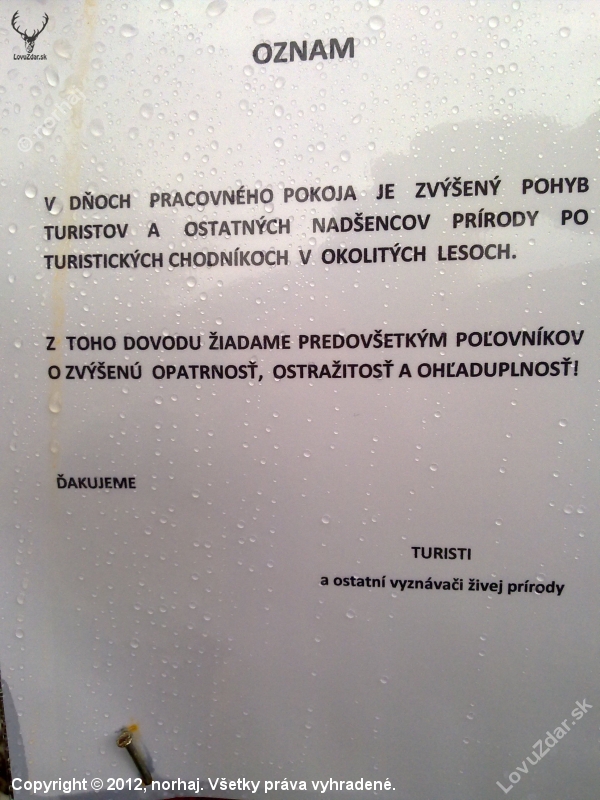 LovuZdar.sk
© norhaj
OZNAM
V DŇOCH PRACOVNÉHO POKOJA JE ZVÝŠENÝ POHYB
TURISTOV A OSTATNÝCH NADŠENCOV PRÍRODY PO
TURISTICKÝCH CHODNÍKOCH V OKOLITÝCH LESOCH.
Z TOHO DOVODU ŽIADAME PREDOVŠETKÝM POĽOVNÍKOV
O ZVÝŠENÚ OPATRNOSŤ, OSTRAŽITOSŤ A OHĽADUPLNOSŤ!
ĎAKUJEME
TURISTI
a ostatní vyznávači živej prírody
LovuZdar.sk
Copyright © 2012, norhaj. Všetky práva vyhradené.